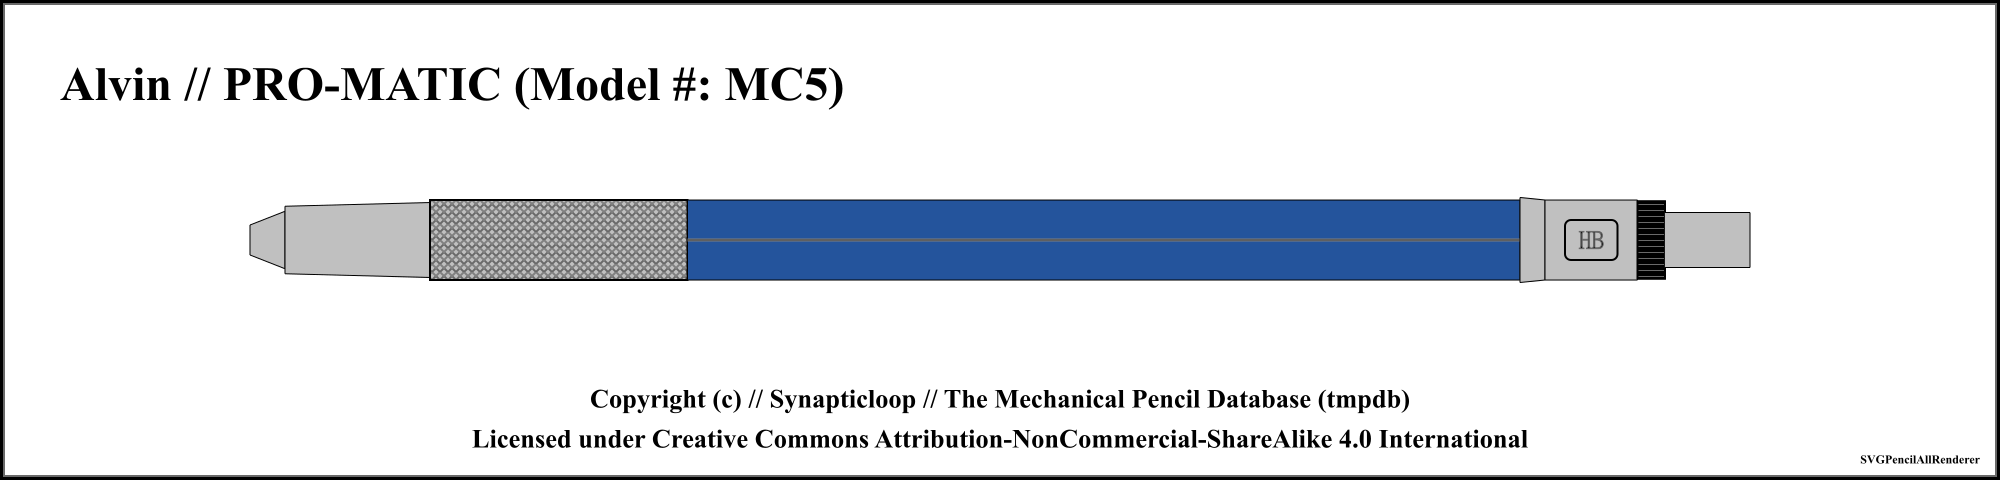 Alvin // PRO-MATIC (Model #: MC5)
HB
Copyright (c) // Synapticloop // The Mechanical Pencil Database (tmpdb)
Licensed under Creative Commons Attribution-NonCommercial-ShareAlike 4.0 International
SVGPencilAllRenderer